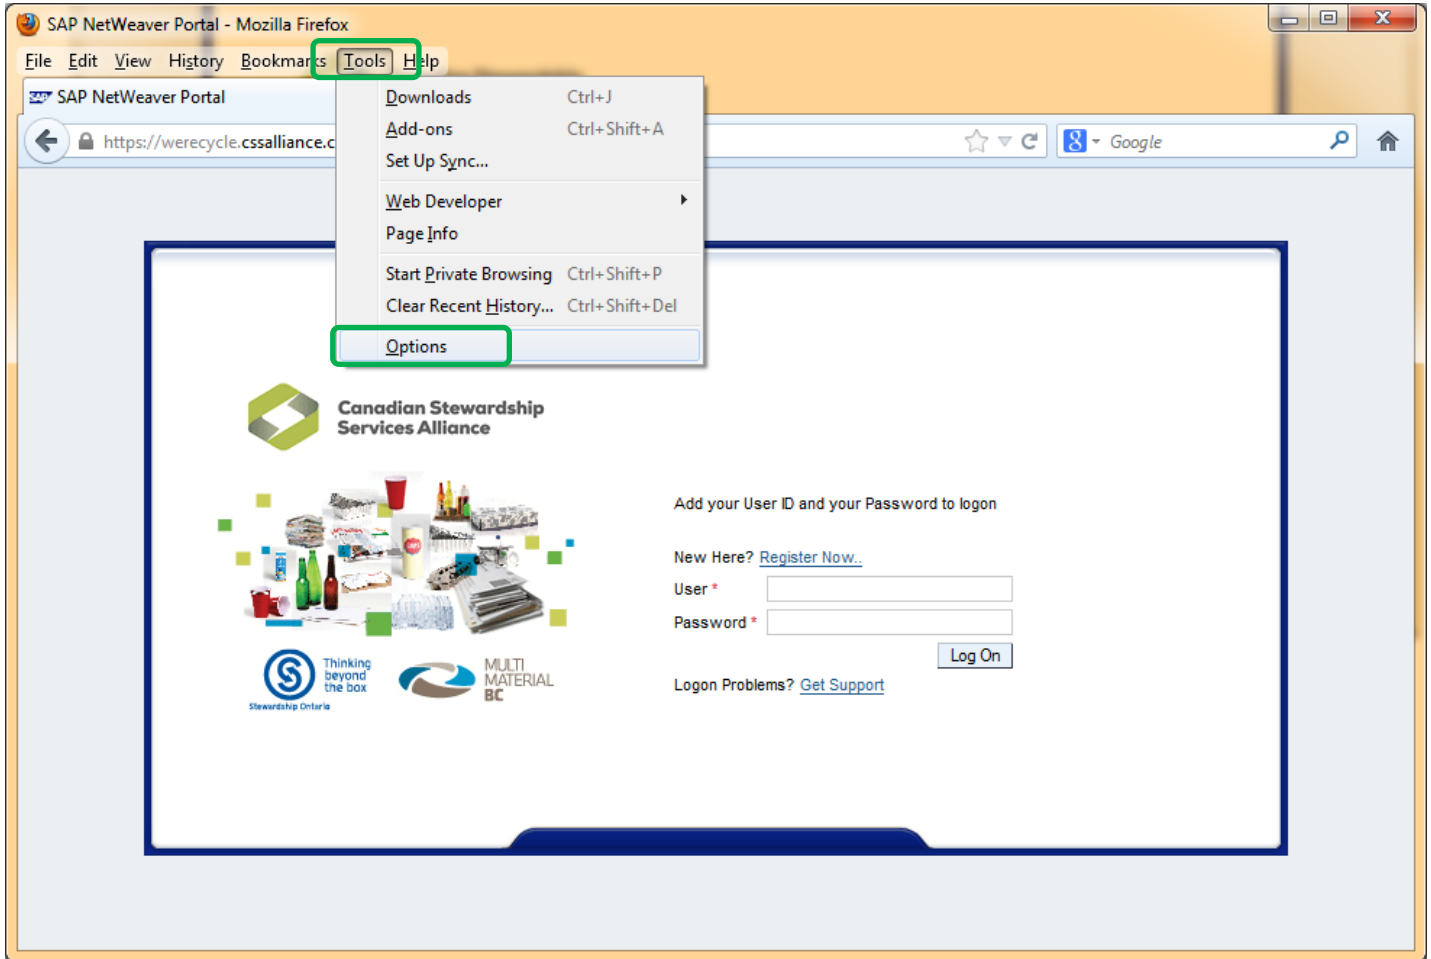 SAP NetWeaver Portal - Mozilla Firefox
File Edit View History Bookmarks Tools Help
SAP NetWeaver Portal
Downloads Ctrl+J
Add-ons Ctrl+Shift+A
https://werecycle.cssalliance.c
Google
Set Up Sync...
Web Developer
Page Info
Start Private Browsing Ctrl+Shift+P
Clear Recent History... Ctrl+Shift+Del
Options
Canadian Stewardship
Services Alliance
Add your User ID and your Password to logon
New Here? Register Now..
User *
Password *
Log On
Logon Problems? Get Support
Thinking
beyond
the box
Stewardship Ontario
MULTI
MATERIAL
BC